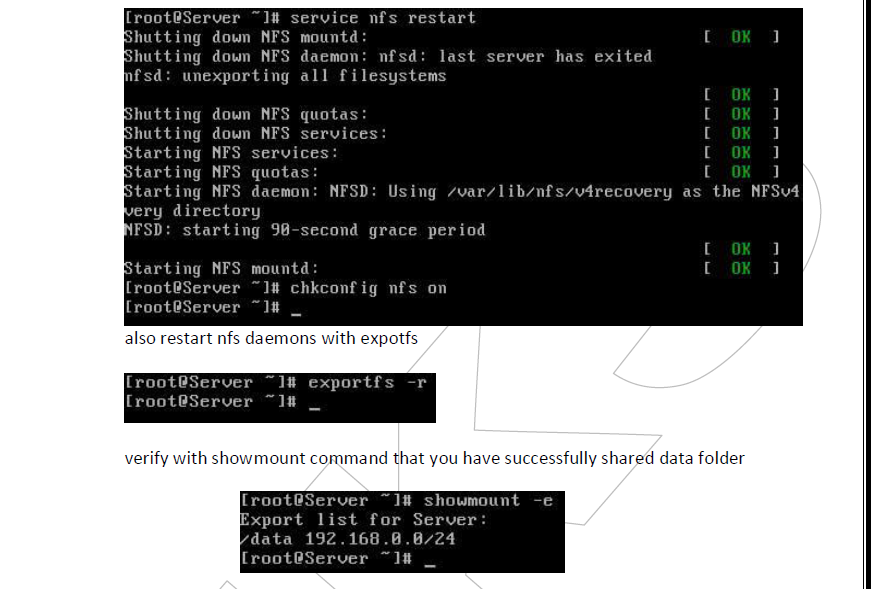 [root@Server ~]# service nfs restart
Shutting down NFS mountd: [ OK ]
Shutting down NFS daemon: nfsd: last server has exited
nfsd: unexporting all filesystems
[ OK ]
Shutting down NFS quotas: [ OK ]
Shutting down NFS services: [ OK ]
Starting NFS services: [ OK ]
Starting NFS quotas: [ OK ]
Starting NFS daemon: NFSD: Using /var/lib/nfs/v4recovery as the NFSv4
very directory
NFSD: starting 90-second grace period
[ OK ]
Starting NFS mountd: [ OK ]
[root@Server ~]# chkconfig nfs on
[root@Server ~]# _
also restart nfs daemons with expotfs
[root@Server ~]# exportfs -r
[root@Server ~]# _
verify with showmount command that you have successfully shared data folder
[root@Server ~]# showmount -e
Export list for Server:
/data 192.168.0.0/24
[root@Server ~]# _